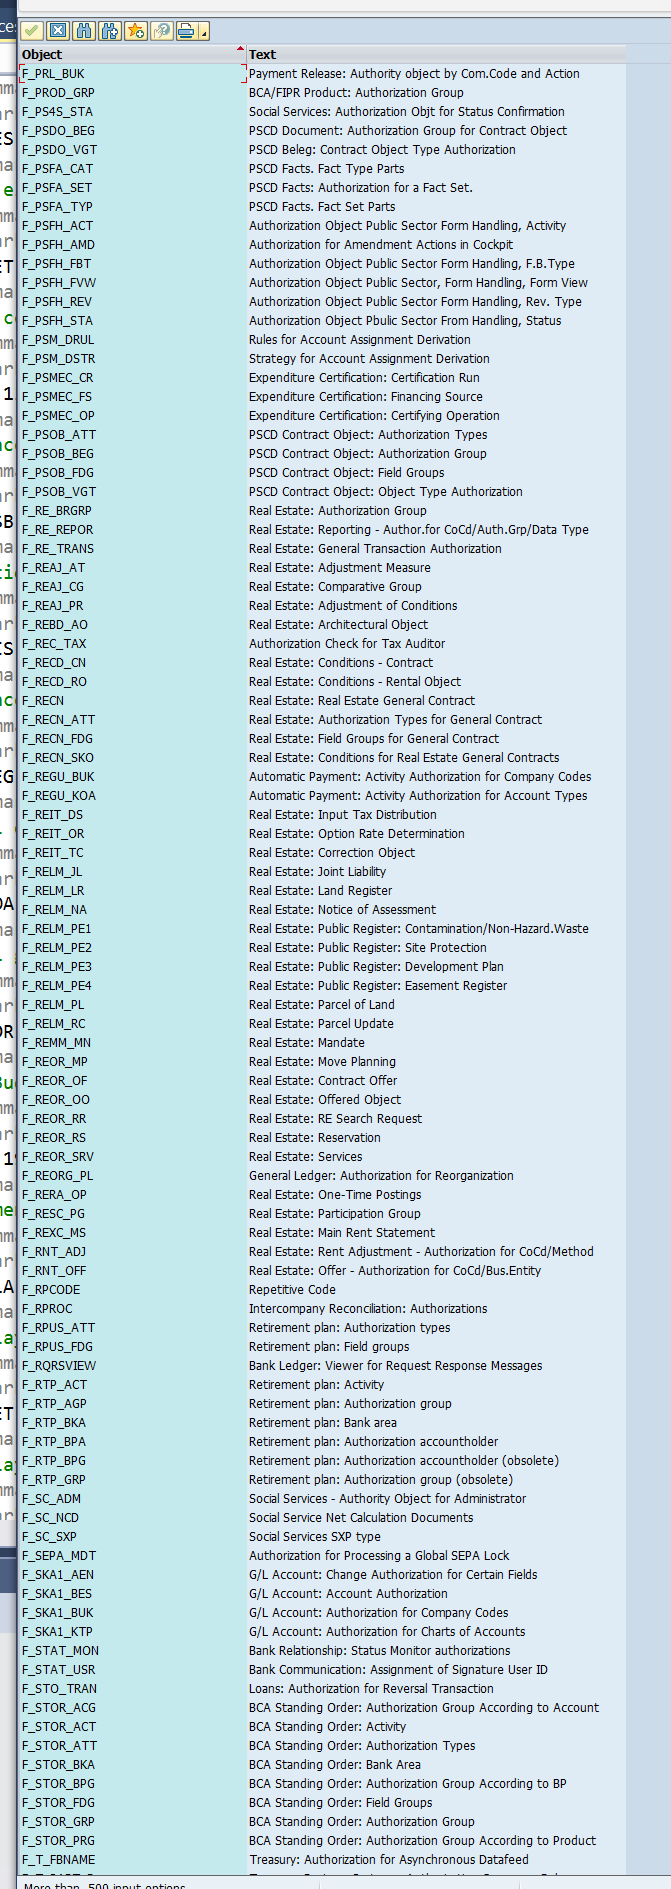 Object Text
F_PRL_BUK Payment Release: Authority object by Com.Code and Action
F_PROD_GRP BCA/FIPR Product: Authorization Group
F_PS4S_STA Social Services: Authorization Objt for Status Confirmation
F_PSDO_BEG PSCD Document: Authorization Group for Contract Object
F_PSDO_VGT PSCD Beleg: Contract Object Type Authorization
F_PSFA_CAT PSCD Facts. Fact Type Parts
F_PSFA_SET PSCD Facts: Authorization for a Fact Set.
F_PSFA_TYP PSCD Facts. Fact Set Parts
F_PSFH_ACT Authorization Object Public Sector Form Handling, Activity
F_PSFH_AMD Authorization for Amendment Actions in Cockpit
F_PSFH_FBT Authorization Object Public Sector Form Handling, F.B.Type
F_PSFH_FVW Authorization Object Public Sector, Form Handling, Form View
F_PSFH_REV Authorization Object Public Sector Form Handling, Rev. Type
F_PSFH_STA Authorization Object Pbulic Sector From Handling, Status
F_PSM_DRUL Rules for Account Assignment Derivation
F_PSM_DSTR Strategy for Account Assignment Derivation
F_PSMEC_CR Expenditure Certification: Certification Run
F_PSMEC_FS Expenditure Certification: Financing Source
F_PSMEC_OP Expenditure Certification: Certifying Operation
F_PSOB_ATT PSCD Contract Object: Authorization Types
F_PSOB_BEG PSCD Contract Object: Authorization Group
F_PSOB_FDG PSCD Contract Object: Field Groups
F_PSOB_VGT PSCD Contract Object: Object Type Authorization
F_RE_BRGRP Real Estate: Authorization Group
F_RE_REPOR Real Estate: Reporting - Author.for CoCd/Auth.Grp/Data Type
F_RE_TRANS Real Estate: General Transaction Authorization
F_REAJ_AT Real Estate: Adjustment Measure
F_REAJ_CG Real Estate: Comparative Group
F_REAJ_PR Real Estate: Adjustment of Conditions
F_REBD_AO Real Estate: Architectural Object
F_REC_TAX Authorization Check for Tax Auditor
F_RECD_CN Real Estate: Conditions - Contract
F_RECD_RO Real Estate: Conditions - Rental Object
F_RECN Real Estate: Real Estate General Contract
F_RECN_ATT Real Estate: Authorization Types for General Contract
F_RECN_FDG Real Estate: Field Groups for General Contract
F_RECN_SKO Real Estate: Conditions for Real Estate General Contracts
F_REGU_BUK Automatic Payment: Activity Authorization for Company Codes
F_REGU_KOA Automatic Payment: Activity Authorization for Account Types
F_REIT_DS Real Estate: Input Tax Distribution
F_REIT_OR Real Estate: Option Rate Determination
F_REIT_TC Real Estate: Correction Object
F_RELM_JL Real Estate: Joint Liability
F_RELM_LR Real Estate: Land Register
F_RELM_NA Real Estate: Notice of Assessment
F_RELM_PE1 Real Estate: Public Register: Contamination/Non-Hazard.Waste
F_RELM_PE2 Real Estate: Public Register: Site Protection
F_RELM_PE3 Real Estate: Public Register: Development Plan
F_RELM_PE4 Real Estate: Public Register: Easement Register
F_RELM_PL Real Estate: Parcel of Land
F_RELM_RC Real Estate: Parcel Update
F_REMM_MN Real Estate: Mandate
F_REOR_MP Real Estate: Move Planning
F_REOR_OF Real Estate: Contract Offer
F_REOR_OO Real Estate: Offered Object
F_REOR_RR Real Estate: RE Search Request
F_REOR_RS Real Estate: Reservation
F_REOR_SRV Real Estate: Services
F_REORG_PL General Ledger: Authorization for Reorganization
F_RERA_OP Real Estate: One-Time Postings
F_RESC_PG Real Estate: Participation Group
F_REXC_MS Real Estate: Main Rent Statement
F_RNT_ADJ Real Estate: Rent Adjustment - Authorization for CoCd/Method
F_RNT_OFF Real Estate: Offer - Authorization for CoCd/Bus.Entity
F_RPCODE Repetitive Code
F_RPROC Intercompany Reconciliation: Authorizations
F_RPUS_ATT Retirement plan: Authorization types
F_RPUS_FDG Retirement plan: Field groups
F_RQRSVIEW Bank Ledger: Viewer for Request Response Messages
F_RTP_ACT Retirement plan: Activity
F_RTP_AGP Retirement plan: Authorization group
F_RTP_BKA Retirement plan: Bank area
F_RTP_BPA Retirement plan: Authorization accountholder
F_RTP_BPG Retirement plan: Authorization accountholder (obsolete)
F_RTP_GRP Retirement plan: Authorization group (obsolete)
F_SC_ADM Social Services - Authority Object for Administrator
F_SC_NCD Social Service Net Calculation Documents
F_SC_SXP Social Services SXP type
F_SEPA_MDT Authorization for Processing a Global SEPA Lock
F_SKA1_AEN G/L Account: Change Authorization for Certain Fields
F_SKA1_BES G/L Account: Account Authorization
F_SKA1_BUK G/L Account: Authorization for Company Codes
F_SKA1_KTP G/L Account: Authorization for Charts of Accounts
F_STAT_MON Bank Relationship: Status Monitor authorizations
F_STAT_USR Bank Communication: Assignment of Signature User ID
F_STO_TRAN Loans: Authorization for Reversal Transaction
F_STOR_ACG BCA Standing Order: Authorization Group According to Account
F_STOR_ACT BCA Standing Order: Activity
F_STOR_ATT BCA Standing Order: Authorization Types
F_STOR_BKA BCA Standing Order: Bank Area
F_STOR_BPG BCA Standing Order: Authorization Group According to BP
F_STOR_FDG BCA Standing Order: Field Groups
F_STOR_GRP BCA Standing Order: Authorization Group
F_STOR_PRG BCA Standing Order: Authorization Group According to Product
F_T_FBNAME Treasury: Authorization for Asynchronous Datafeed
More than 500 input options